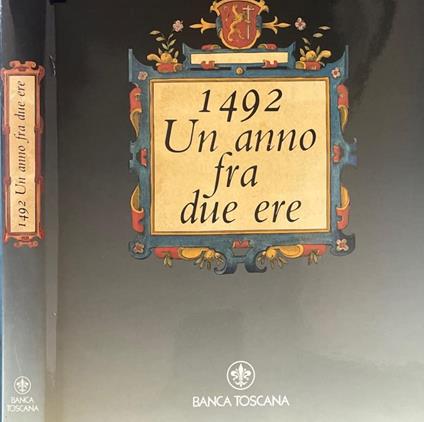 1492 Un anno fra due ere
BANCA
TOSCANA
1492
Un anno
fra
due ere
BANCA TOSCANA